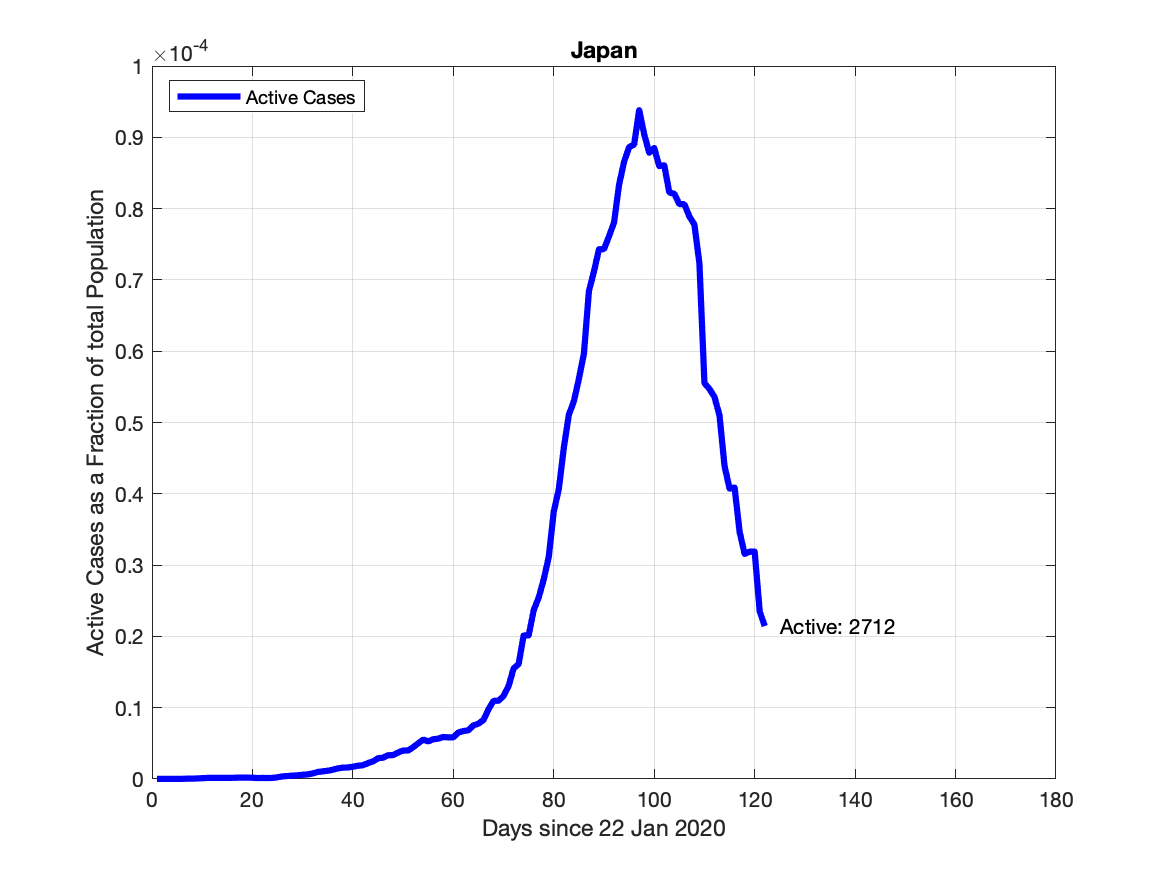 Japan
×10-4
Active Cases
1
0.9
0.8
0.7
0.6
0.5
0.4
0.3
0.2
0.1
0
Active Cases as a Fraction of total Population
Active: 2712
0 20 40 60 80 100 120 140 160 180
Days since 22 Jan 2020